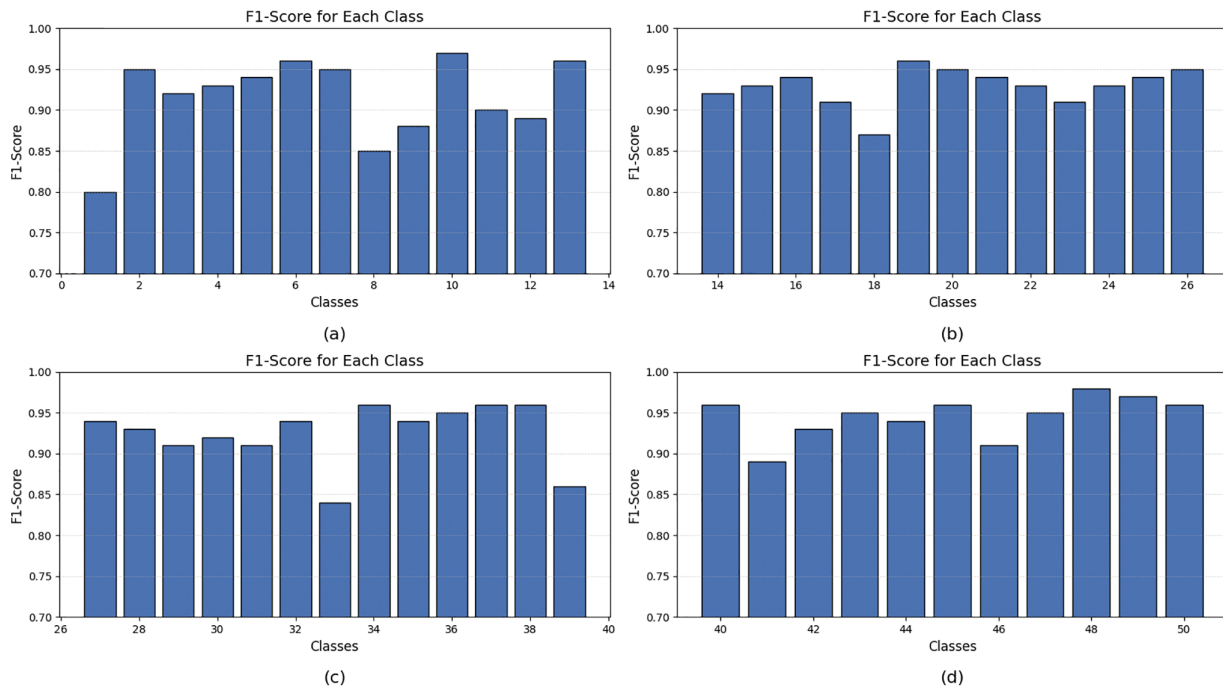 F1-Score for Each Class
1.00
0.95
0.90
0.85
0.80
0.75
0.70
F1-Score
0 2 4 6 8 10 12 14
Classes
(a)
F1-Score for Each Class
1.00
0.95
0.90
0.85
0.80
0.75
0.70
F1-Score
14 16 18 20 22 24 26
Classes
(b)
F1-Score for Each Class
1.00
0.95
0.90
0.85
0.80
0.75
0.70
F1-Score
26 28 30 32 34 36 38 40
Classes
(c)
F1-Score for Each Class
1.00
0.95
0.90
0.85
0.80
0.75
0.70
F1-Score
40 42 44 46 48 50
Classes
(d)